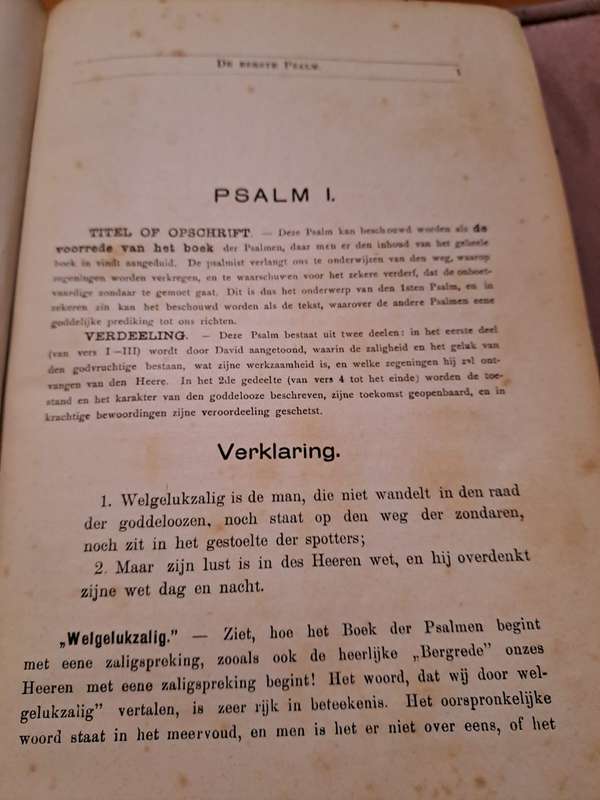 De eerste Psalm. 1
PSALM I.
TITEL OF OPSCHRIFT. — Deze Psalm kan beschouwd worden als de
voorrede van het boek der Psalmen, daar men er den inhoud van het geheele
boek in vindt aangeduid. De psalmist verlangt ons te onderwijzen van den weg, waarop
zegeningen worden verkregen, en te waarschuwen voor het zekere verderf, dat de onboet-
vaardige zondaar te gemoet gaat. Dit is dus het onderwerp van den 1sten Psalm, en in
zekeren zin kan het beschouwd worden als de tekst, waarover de andere Psalmen eene
goddelijke prediking tot ons richten.
VERDEELING. — Deze Psalm bestaat uit twee deelen: in het eerste deel
(van vers I—III) wordt door David aangetoond, waarin de zaligheid en het geluk van
den godvruchtige bestaan, wat zijne werkzaamheid is, en welke zegeningen hij zal ont-
vangen van den Heere. In het 2de gedeelte (van vers 4 tot het einde) worden de toe-
stand en het karakter van den goddelooze beschreven, zijne toekomst geopenbaard, en in
krachtige bewoordingen zijne veroordeeling geschetst.
Verklaring.
1. Welgelukzalig is de man, die niet wandelt in den raad
der goddeloozen, noch staat op den weg der zondaren,
noch zit in het gestoelte der spotters;
2. Maar zijn lust is in des Heeren wet, en hij overdenkt
zijne wet dag en nacht.
„Welgelukzalig.” — Ziet, hoe het Boek der Psalmen begint
met eene zaligspreking, zooals ook de heerlijke „Bergrede” onzes
Heeren met eene zaligspreking begint! Het woord, dat wij door wel-
gelukzalig” vertalen, is zeer rijk in beteekenis. Het oorspronkelijke
woord staat in het meervoud, en men is het er niet over eens, of het